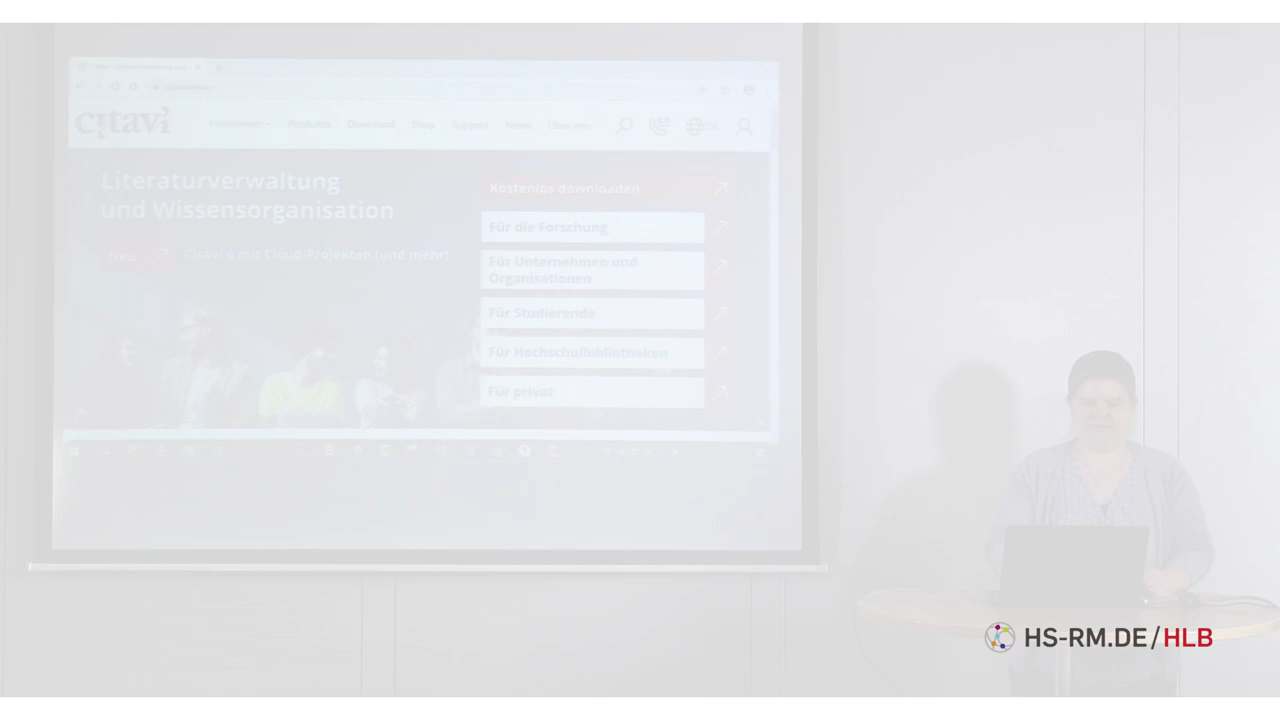 citavi
Funktionen Produkte Download Shop Support News Über uns DE
Literaturverwaltung
und Wissensorganisation
Neu Citavi 6 mit Cloud-Projekten (und mehr)
Kostenlos downloaden
Für die Forschung
Für Unternehmen und
Organisationen
Für Studierende
Für Hochschulbibliotheken
Für privat
HS-RM.DE/HLB